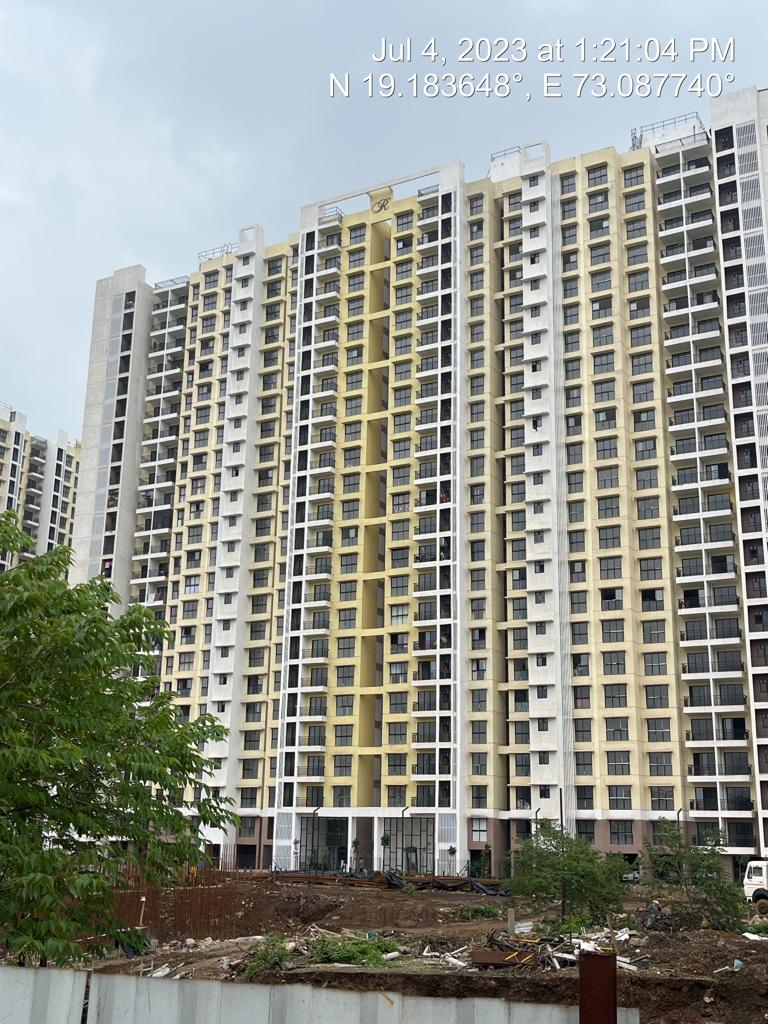 Jul 4, 2023 at 1:21:04 PM
N 19.183648°, E 73.087740°
R